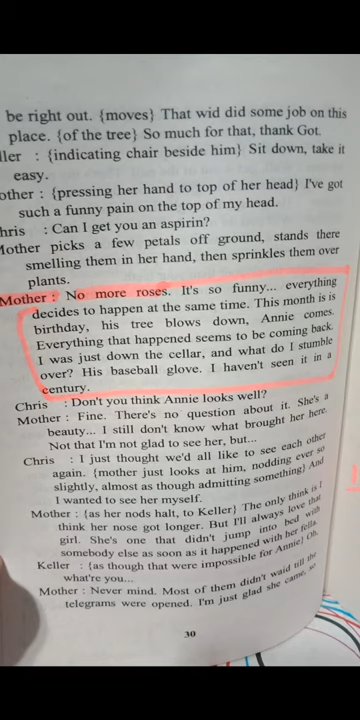 be right out. {moves} That wid did some job on this
place. {of the tree} So much for that, thank Got.
ller : {indicating chair beside him} Sit down, take it
easy.
other : {pressing her hand to top of her head} I've got
such a funny pain on the top of my head.
hris : Can I get you an aspirin?
Mother picks a few petals off ground, stands there
smelling them in her hand, then sprinkles them over
plants.
Mother : No more roses. It's so funny... everything
decides to happen at the same time. This month is is
birthday, his tree blows down, Annie comes.
Everything that happened seems to be coming back.
I was just down the cellar, and what do I stumble
over? His baseball glove. I haven't seen it in a
century.
Chris : Don't you think Annie looks well?
Mother : Fine. There's no question about it. She's a
beauty... I still don't know what brought her here.
Not that I'm not glad to see her, but...
Chris : I just thought we'd all like to see each other
again. {mother just looks at him, nodding ever so
slightly, almost as though admitting something} And
I wanted to see her myself.
Mother : {as her nods halt, to Keller} The only think is I
think her nose got longer. But I'll always love that
girl. She's one that didn't jump into bed with
somebody else as soon as it happened with her fella.
Keller : {as though that were impossible for Annie} Oh,
what're you...
Mother : Never mind. Most of them didn't waid till the
telegrams were opened. I'm just glad she came, so
30